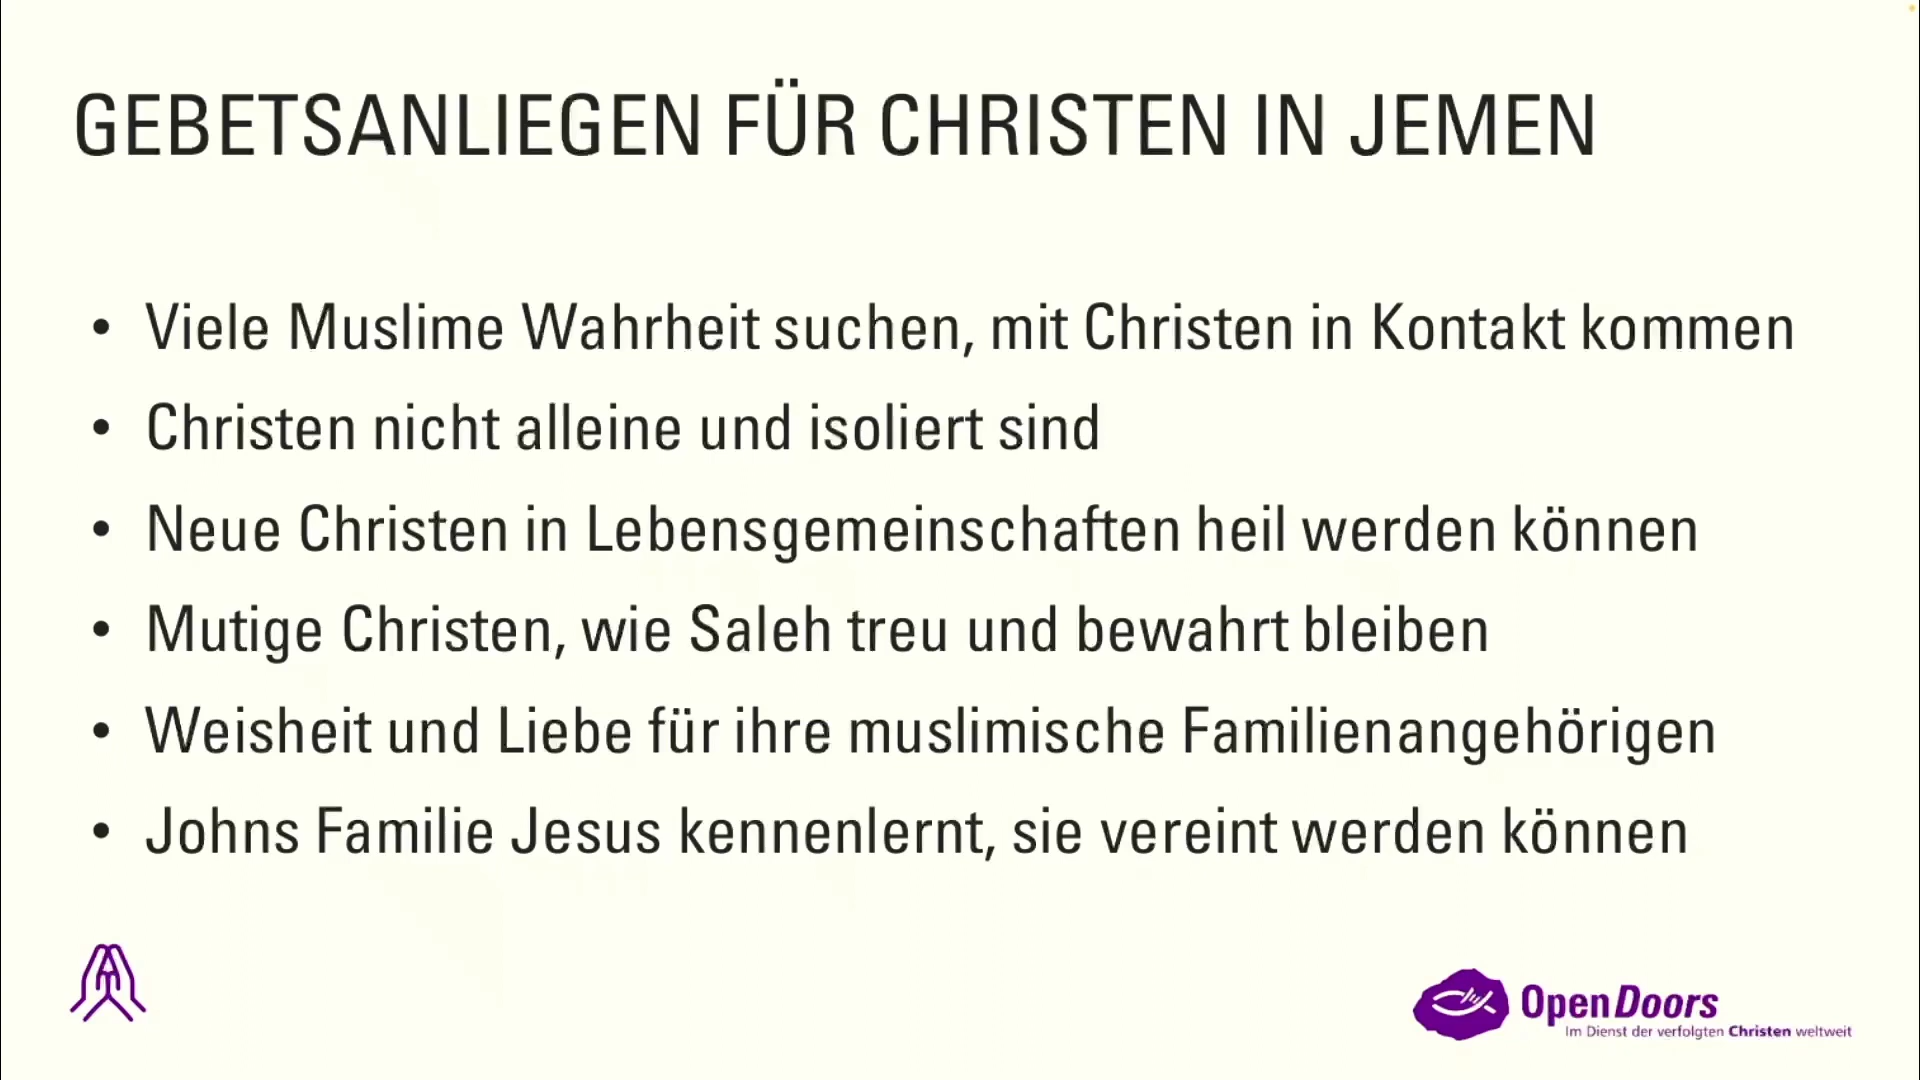 GEBETSANLIEGEN FÜR CHRISTEN IN JEMEN
• Viele Muslime Wahrheit suchen, mit Christen in Kontakt kommen
• Christen nicht alleine und isoliert sind
• Neue Christen in Lebensgemeinschaften heil werden können
• Mutige Christen, wie Saleh treu und bewahrt bleiben
• Weisheit und Liebe für ihre muslimische Familienangehörigen
• Johns Familie Jesus kennenlernt, sie vereint werden können
OpenDoors
Im Dienst der verfolgten Christen weltweit